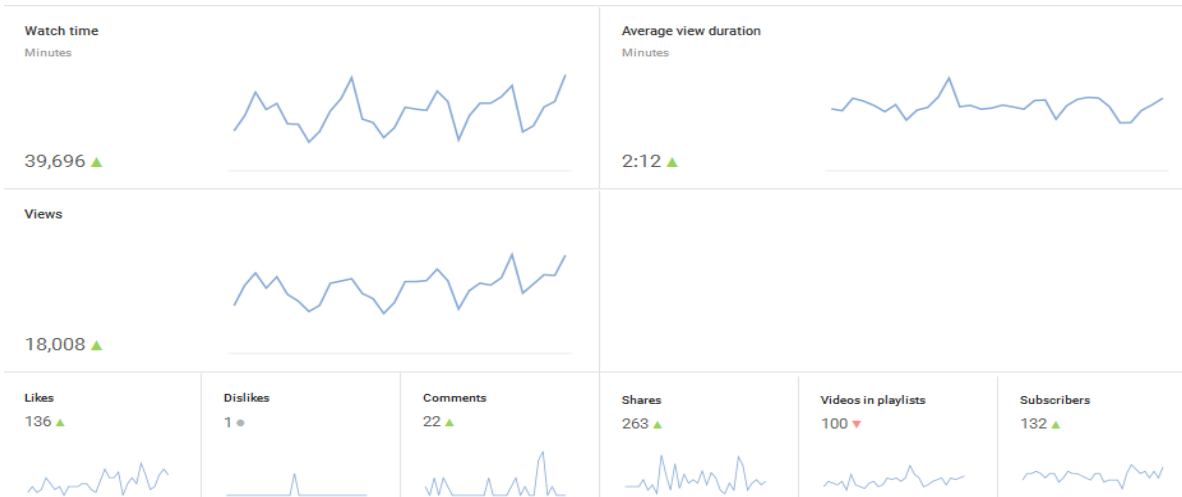 Watch time
Minutes
39,696
Average view duration
Minutes
2:12
Views
18,008
Likes
136
Dislikes
1
Comments
22
Shares
263
Videos in playlists
100
Subscribers
132